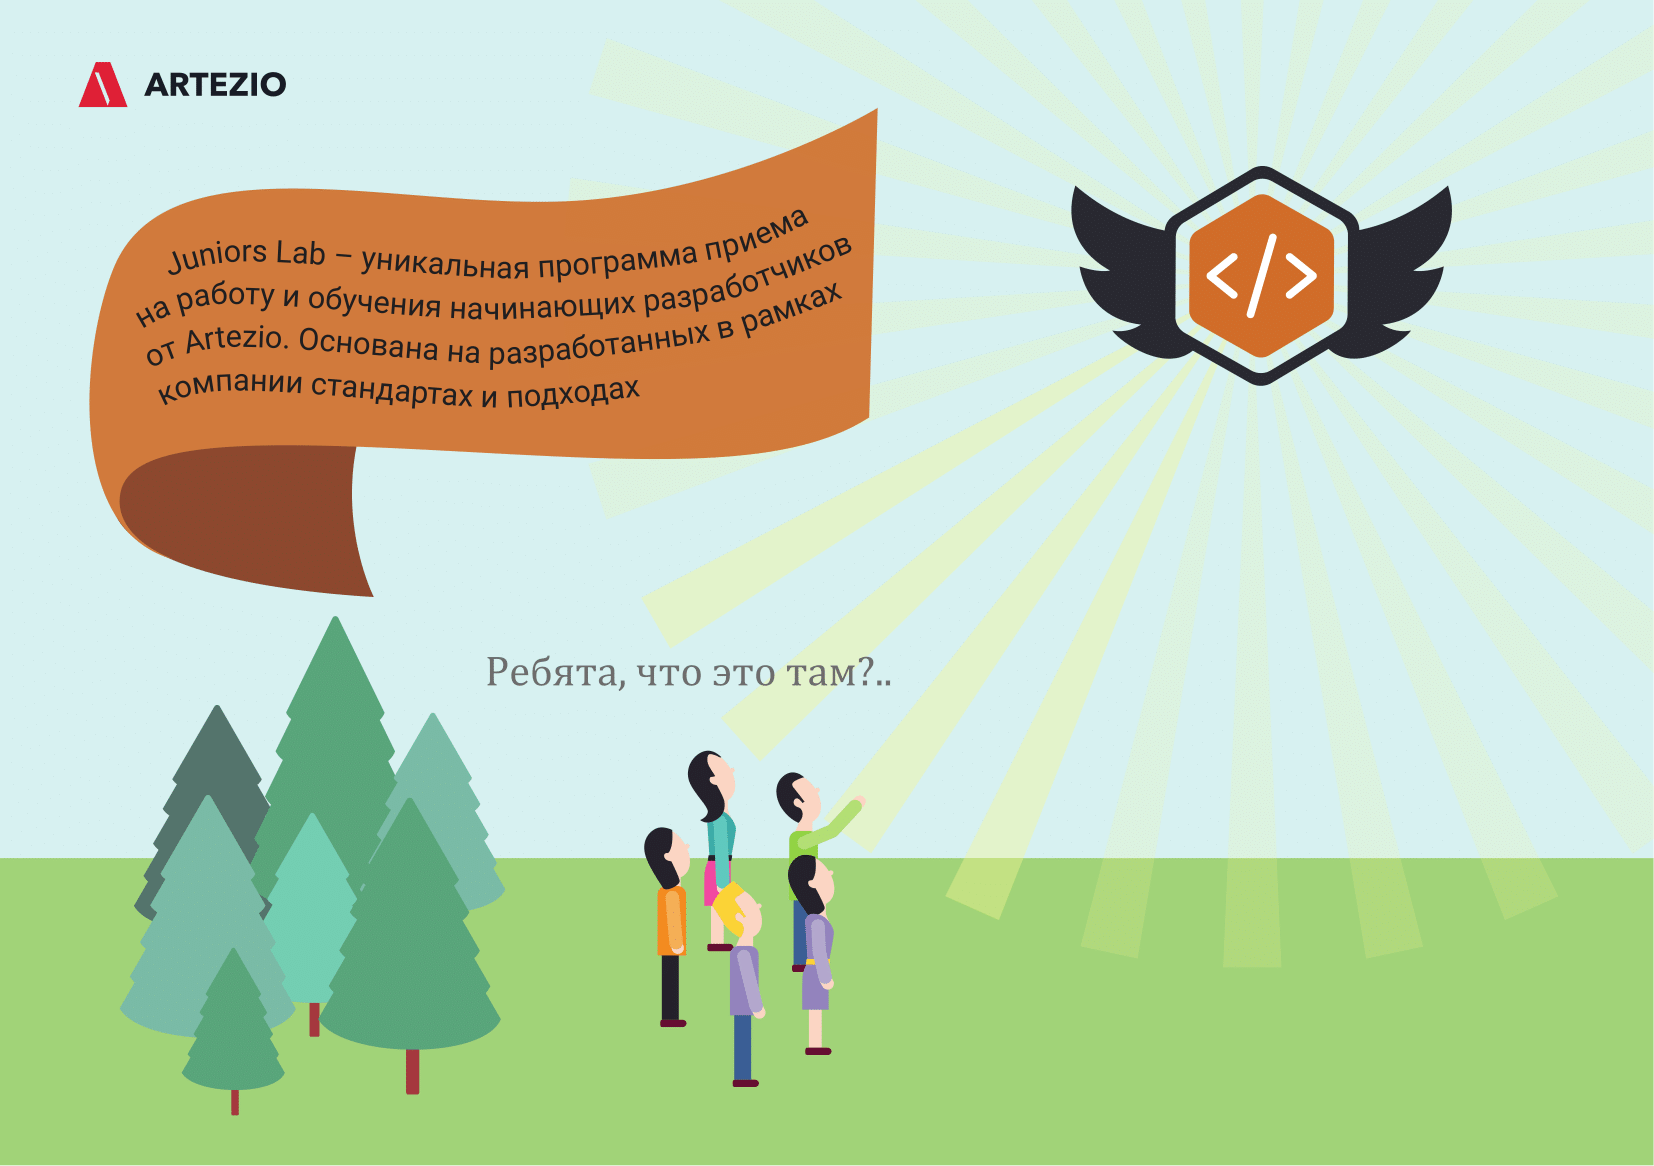 ARTEZIO
Juniors Lab – уникальная программа приема
на работу и обучения начинающих разработчиков
от Artezio. Основана на разработанных в рамках
компании стандартах и подходах
</>
Ребята, что это там?..